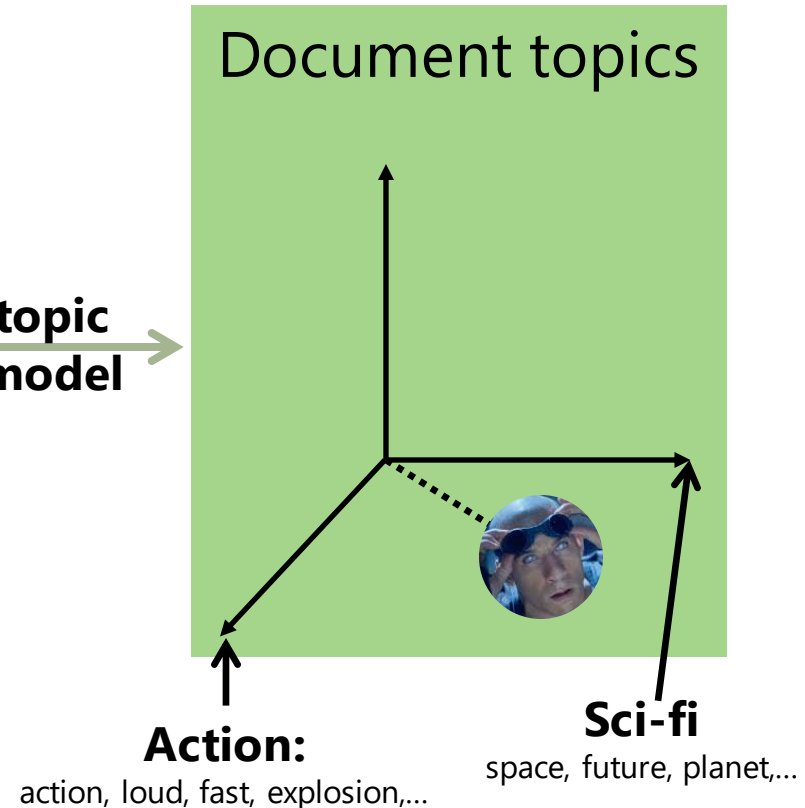 Document topics
topic
model
Action:
action, loud, fast, explosion,...
Sci-fi
space, future, planet,...